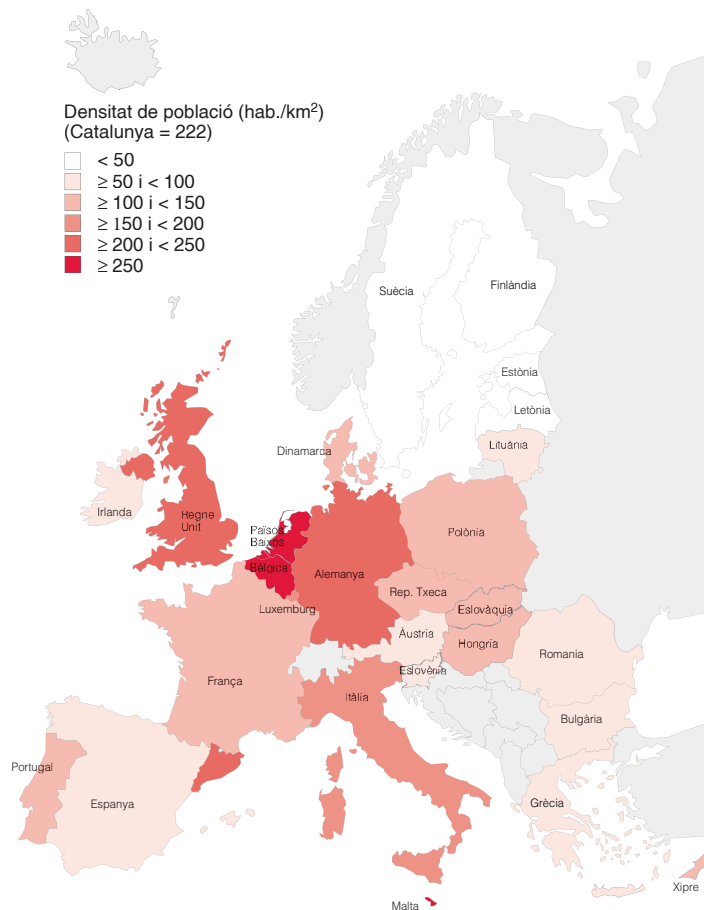 Densitat de població (hab./km²)
(Catalunya = 222)
< 50
≥ 50 i < 100
≥ 100 i < 150
≥ 150 i < 200
≥ 200 i < 250
≥ 250
Suècia
Finlàndia
Estònia
Letònia
Lituània
Dinamarca
Irlanda
Regne
Unit
Països
Baixos
Polònia
Bèlgica
Alemanya
Rep. Txeca
Luxemburg
Eslovàquia
Àustria
Hongria
Romania
Eslovènia
França
Itàlia
Bulgària
Portugal
Espanya
Grècia
Xipre
Malta